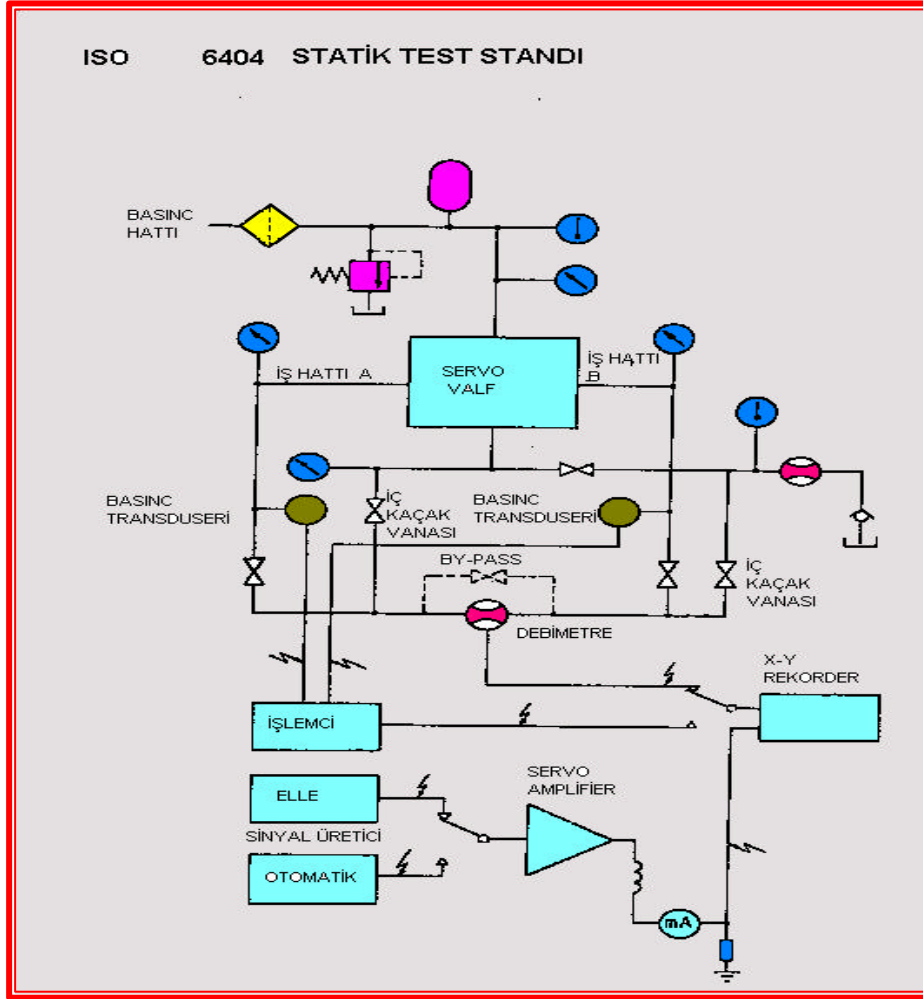 ISO 6404 STATİK TEST STANDI
BASINC
HATTI
İŞ HATTI A
SERVO
VALF
İŞ HATTI
B
BASINC
TRANSDUSERİ
İÇ
KAÇAK
VANASI
BASINC
TRANSDUSERİ
BY-PASS
İÇ
KAÇAK
VANASI
DEBİMETRE
X-Y
REKORDER
İŞLEMCİ
ELLE
SERVO
AMPLİFİER
SİNYAL ÜRETİCİ
OTOMATİK
mA